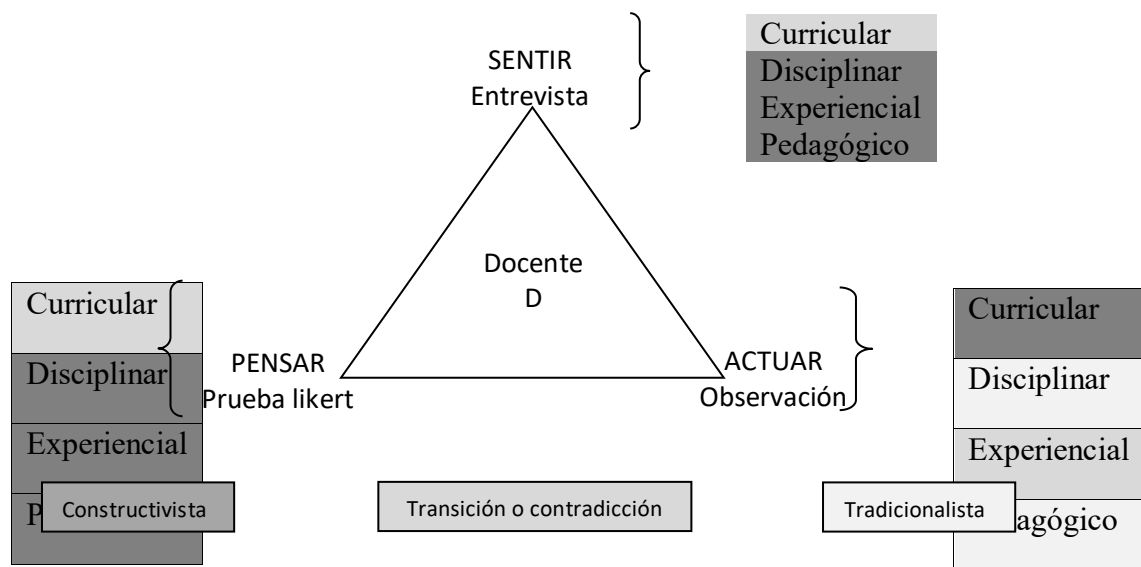 SENTIR
Entrevista
Curricular
Disciplinar
Experiencial
Pedagógico
Docente
D
Curricular
Disciplinar
Experiencial
P
PENSAR
Prueba likert
ACTUAR
Observación
Curricular
Disciplinar
Experiencial
agógico
Constructivista
Transición o contradicción
Tradicionalista